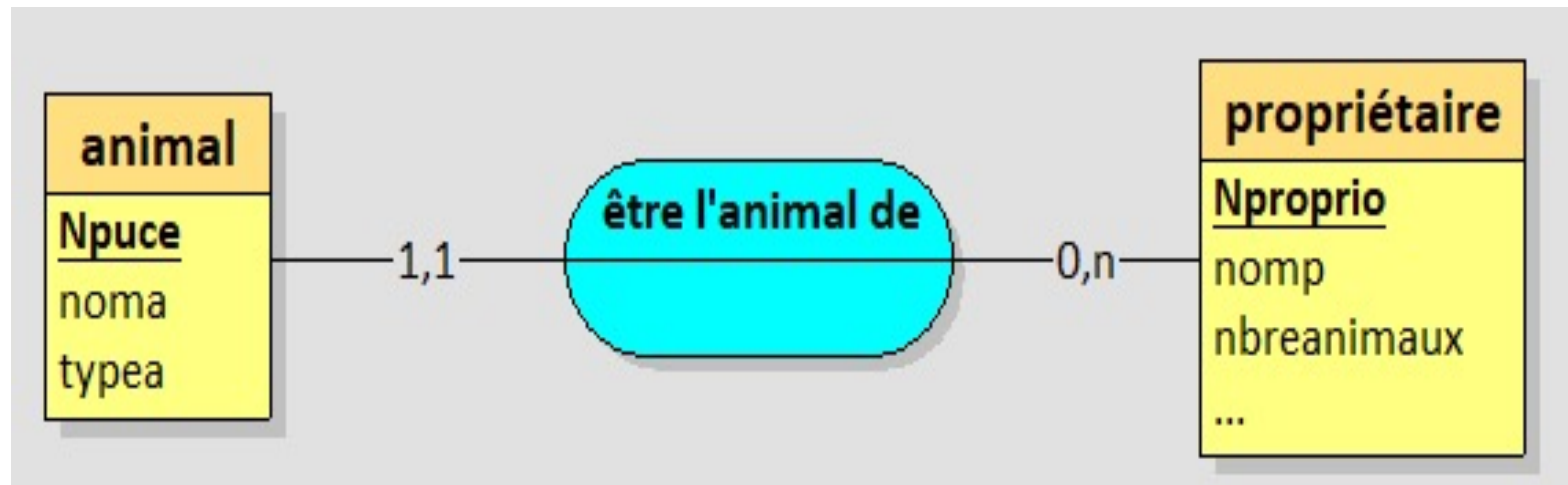 animal
Npuce
noma
typea
1,1
être l'animal de
0,n
propriétaire
Nproprio
nomp
nbreanimaux
...